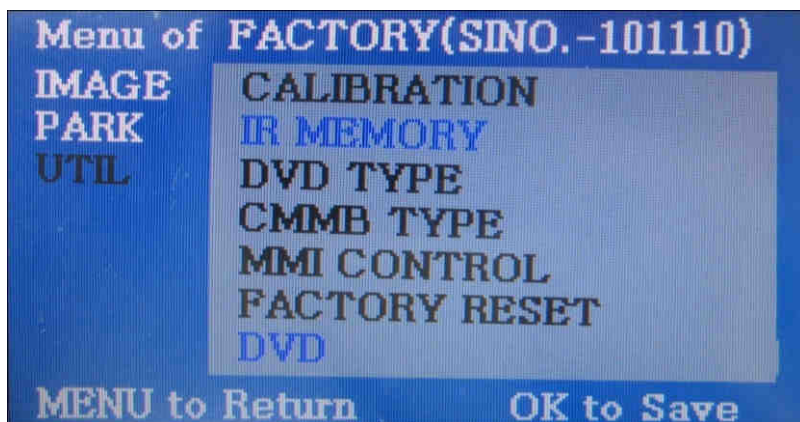 Menu of FACTORY(SINO.-101110)
IMAGE
PARK
UTIL
CALIBRATION
IR MEMORY
DVD TYPE
CMMB TYPE
MMI CONTROL
FACTORY RESET
DVD
MENU to Return OK to Save